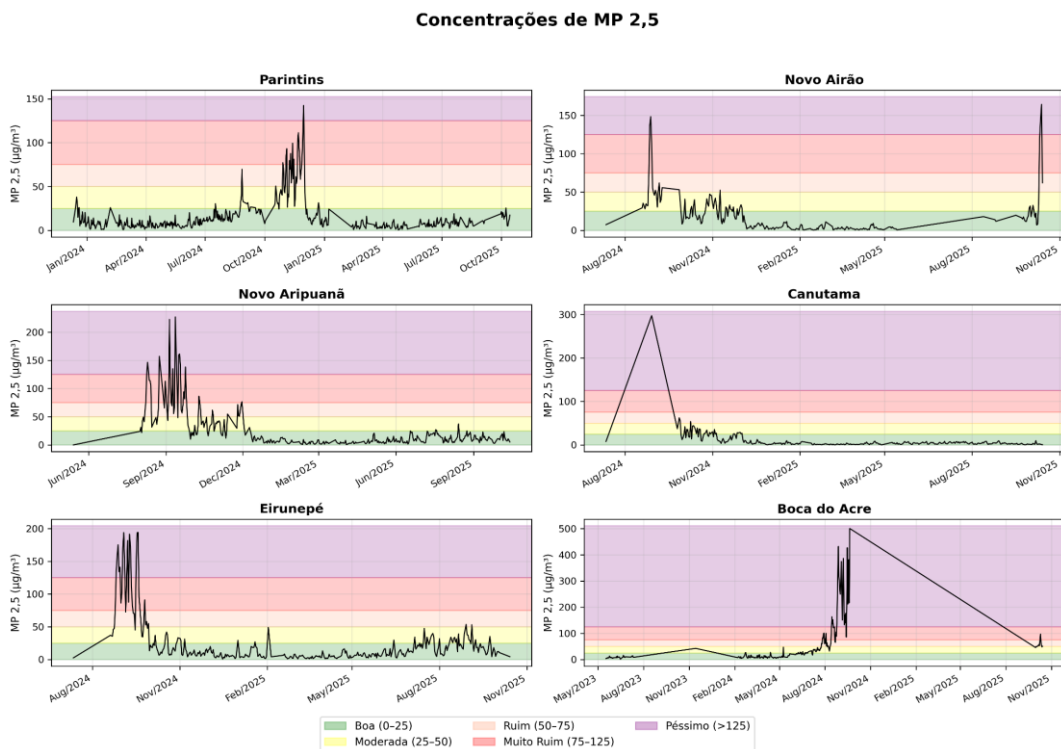 Concentrações de MP 2,5
Parintins
MP 2,5 (µg/m³)
150
100
50
0
Jan/2024
Apr/2024
Jul/2024
Oct/2024
Jan/2025
Apr/2025
Jul/2025
Oct/2025
Novo Airão
MP 2,5 (µg/m³)
150
100
50
0
Aug/2024
Nov/2024
Feb/2025
May/2025
Aug/2025
Nov/2025
Novo Aripuanã
MP 2,5 (µg/m³)
200
150
100
50
0
Jun/2024
Sep/2024
Dec/2024
Mar/2025
Jun/2025
Sep/2025
Canutama
MP 2,5 (µg/m³)
300
200
100
0
Aug/2024
Nov/2024
Feb/2025
May/2025
Aug/2025
Nov/2025
Eirunepé
MP 2,5 (µg/m³)
200
150
100
50
0
Aug/2024
Nov/2024
Feb/2025
May/2025
Aug/2025
Nov/2025
Boca do Acre
MP 2,5 (µg/m³)
500
400
300
200
100
0
May/2023
Aug/2023
Nov/2023
Feb/2024
May/2024
Aug/2024
Nov/2024
Feb/2025
May/2025
Aug/2025
Nov/2025
Boa (0–25)
Moderada (25–50)
Ruim (50–75)
Muito Ruim (75–125)
Péssimo (>125)